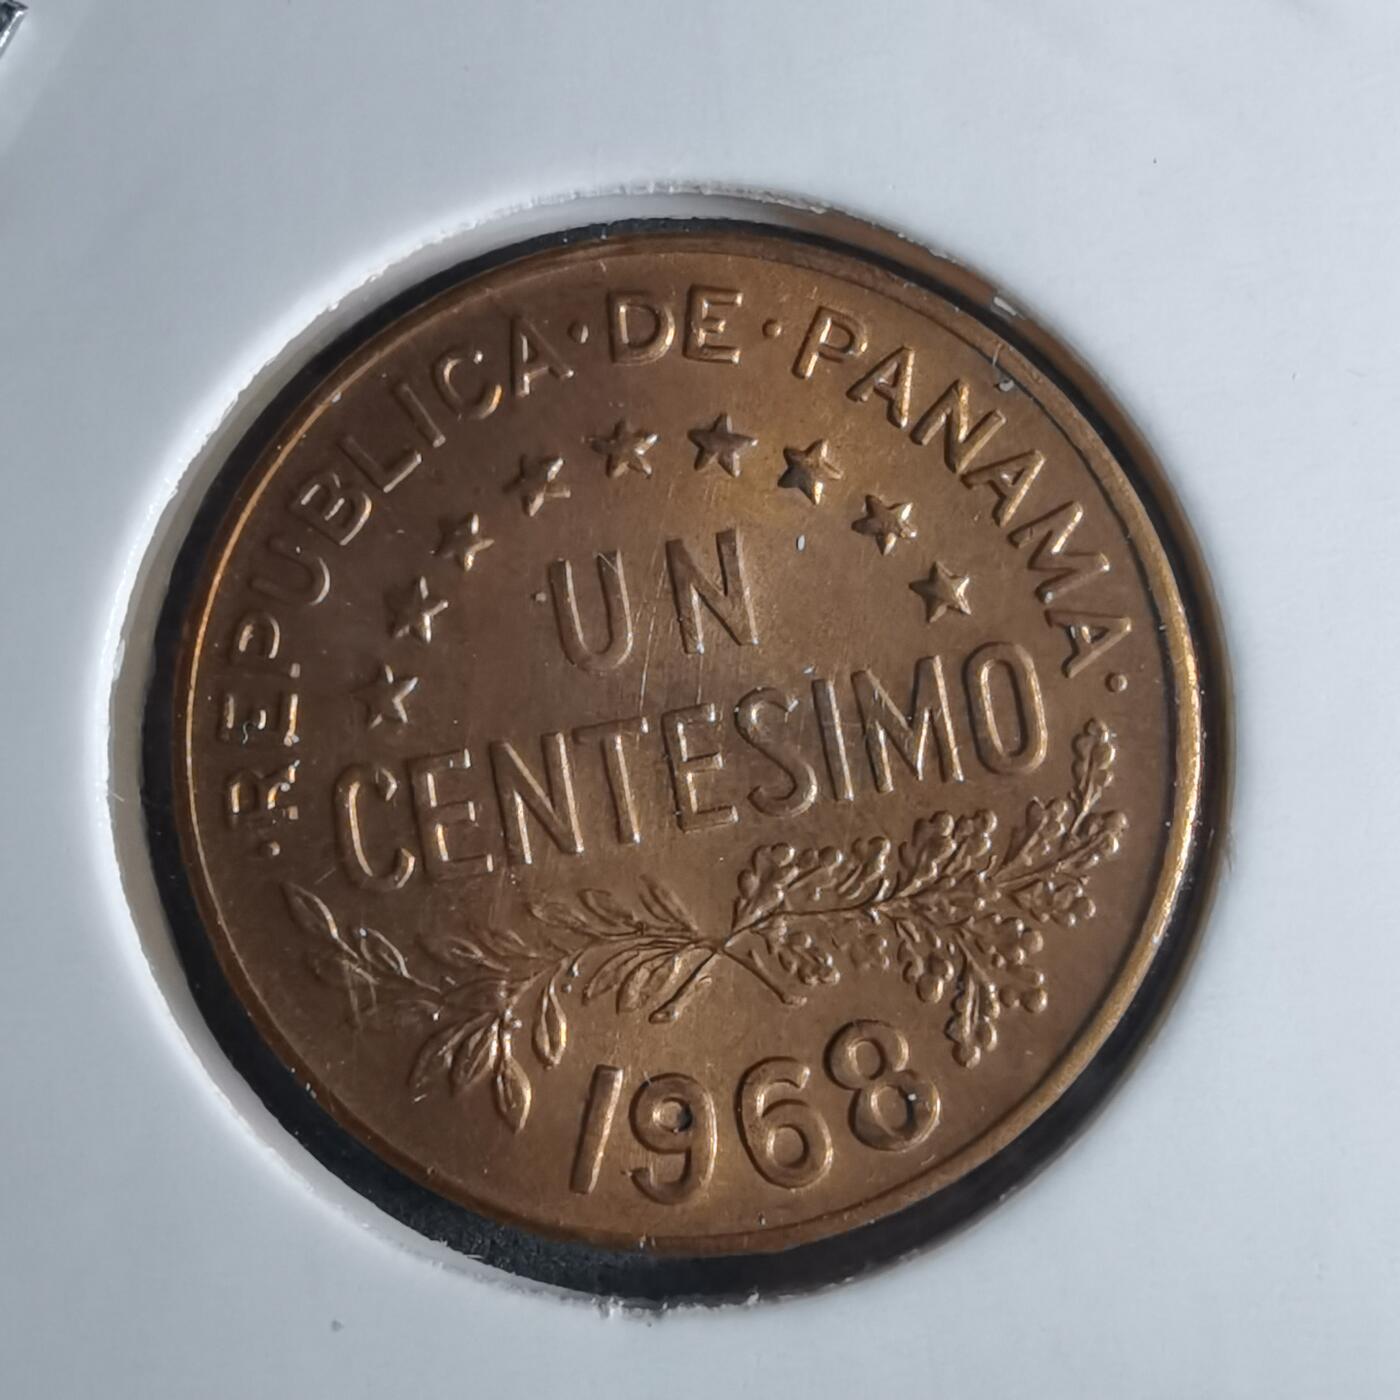 ·REPUBLICA·DE·PANAMA·
UN
CENTESIMO
1968